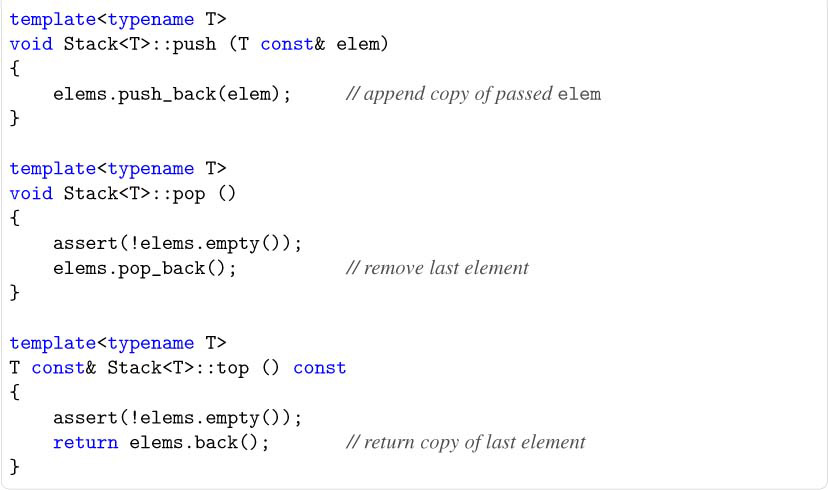 template<typename T>
void Stack<T>::push (T const& elem)
{
    elems.push_back(elem);     // append copy of passed elem
}

template<typename T>
void Stack<T>::pop ()
{
    assert(!elems.empty());
    elems.pop_back();          // remove last element
}

template<typename T>
T const& Stack<T>::top () const
{
    assert(!elems.empty());
    return elems.back();       // return copy of last element
}